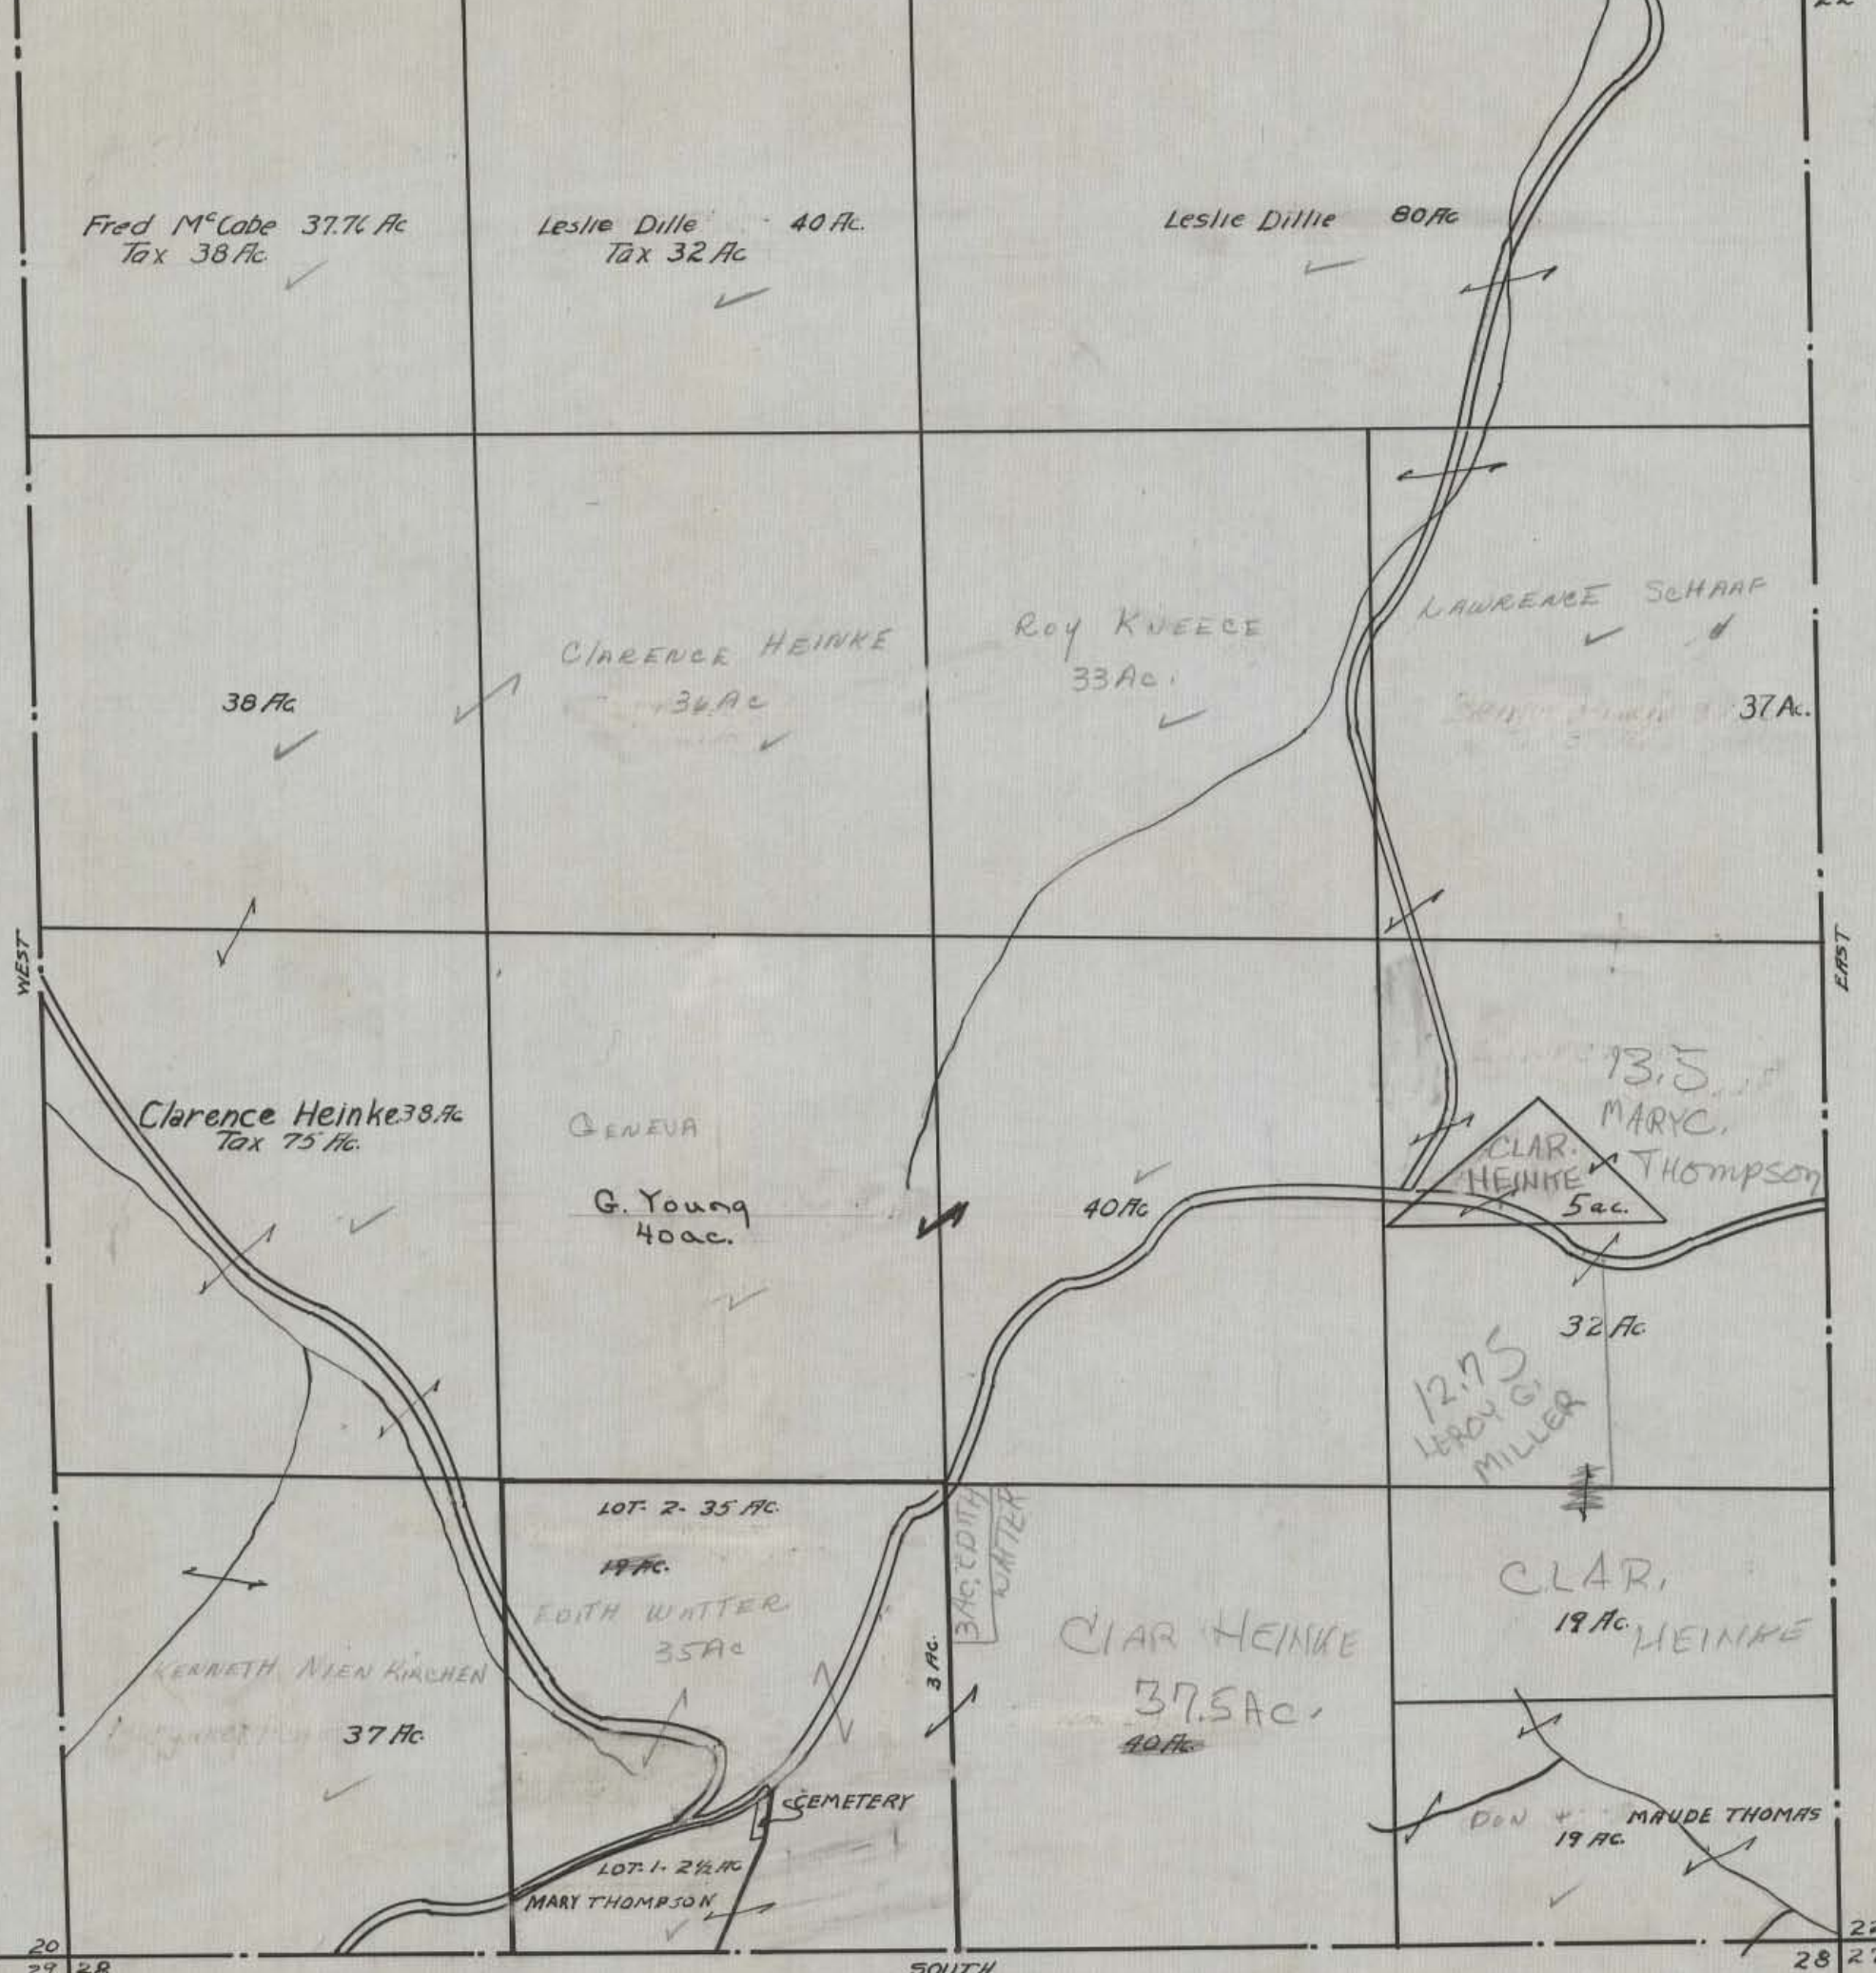 22
Fred McCabe 37.76 Ac
Tax 38 Ac
Leslie Dille 40 Ac.
Tax 32 Ac
Leslie Dillie 80 Ac
CLARENCE HEINKE
36 Ac
ROY KNEECE
33 Ac.
LAWRENCE SCHAAF
38 Ac
37 Ac.
WEST
EAST
Clarence Heinke 38 Ac
Tax 75 Ac.
GENEVA
G. Young
40 ac.
40 Ac
13.5
MARY C.
THOMPSON
CLAR.
HEINKE
5 ac.
32 Ac
12.75
LEROY G.
MILLER
LOT- 2- 35 AC.
19 AC.
EDITH WATTER
35 Ac
3 AC. EDITH
WATTER
3 AC.
CLAR HEINKE
37.5 Ac.
40 Ac.
CLAR.
19 Ac.
HEINKE
KENNETH NIENKIRCHEN
37 Ac.
CEMETERY
LOT- 1- 2½ AC
MARY THOMPSON
DON + MAUDE THOMAS
19 AC.
20
29 28
SOUTH
22
28 27